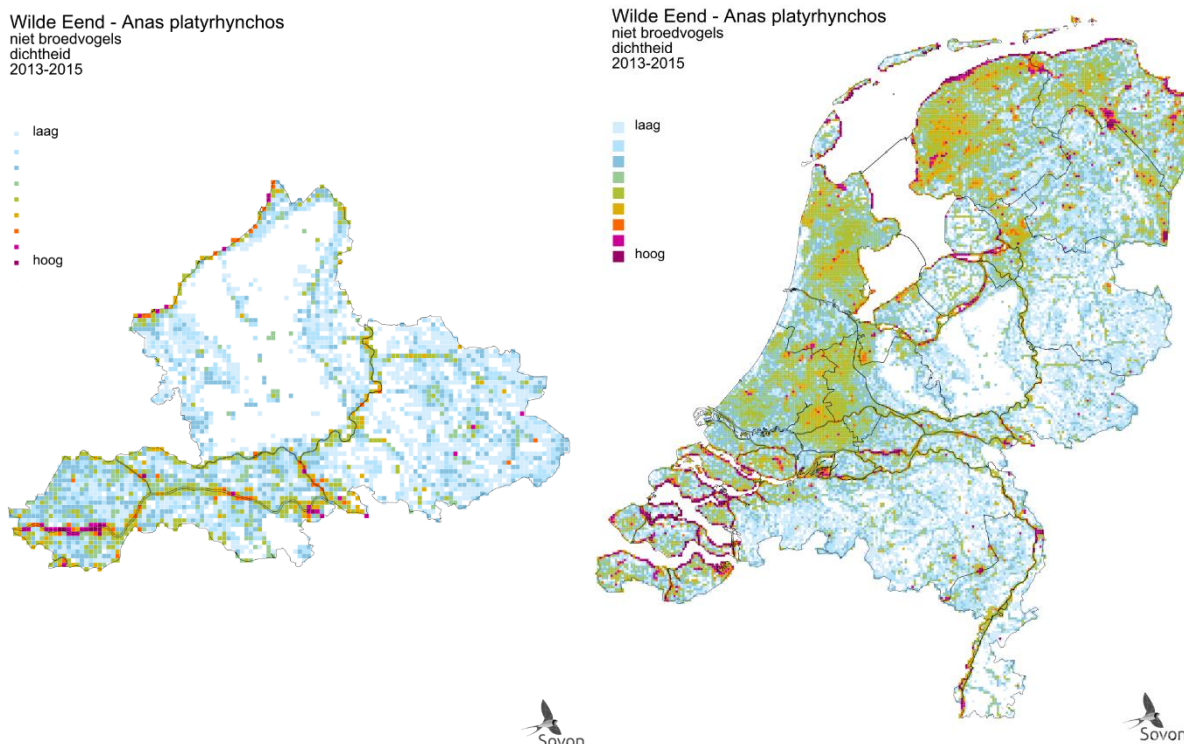 Wilde Eend - Anas platyrhynchos
niet broedvogels
dichtheid
2013-2015
laag
hoog
Sovon
Wilde Eend - Anas platyrhynchos
niet broedvogels
dichtheid
2013-2015
laag
hoog
Sovon